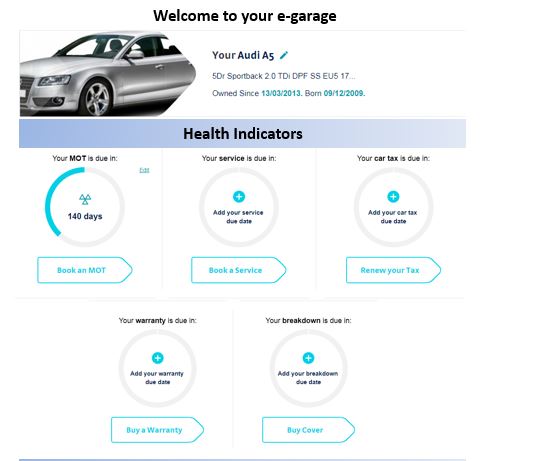 Welcome to your e-garage
Your Audi A5
5Dr Sportback 2.0 TDi DPF SS EU5 17...
Owned Since 13/03/2013. Born 09/12/2009.
Health Indicators
Your MOT is due in:
Edit
140 days
Book an MOT
Your service is due in:
Add your service
due date
Book a Service
Your car tax is due in:
Add your car tax
due date
Renew your Tax
Your warranty is due in:
Add your warranty
due date
Buy a Warranty
Your breakdown is due in:
Add your breakdown
due date
Buy Cover